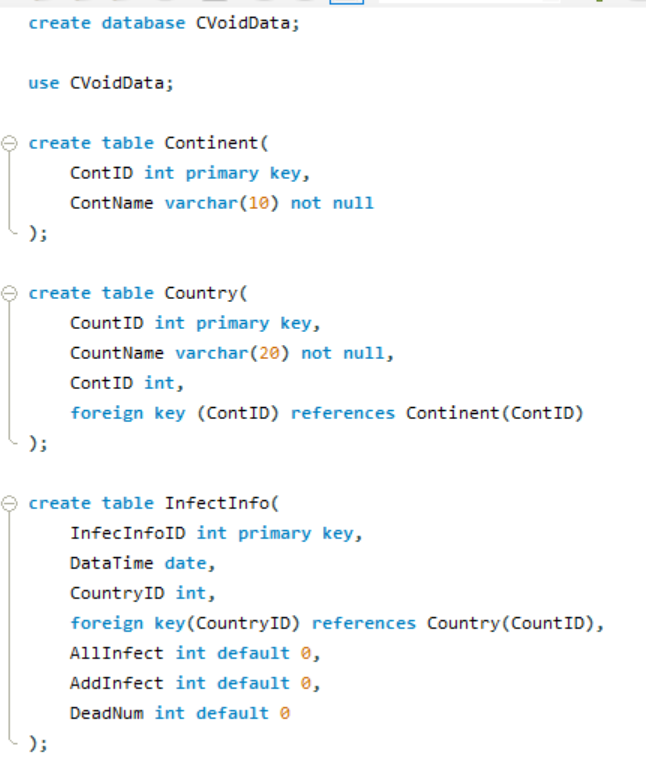 create database CVoidData;
use CVoidData;
create table Continent(
ContID int primary key,
ContName varchar(10) not null
);
create table Country(
CountID int primary key,
CountName varchar(20) not null,
ContID int,
foreign key (ContID) references Continent(ContID)
);
create table InfectInfo(
InfecInfoID int primary key,
DataTime date,
CountryID int,
foreign key(CountryID) references Country(CountID),
AllInfect int default 0,
AddInfect int default 0,
DeadNum int default 0
);